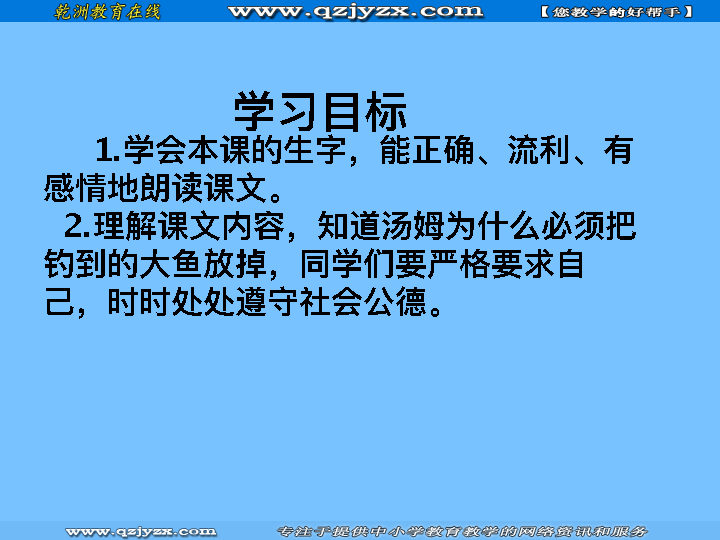 乾洲教育在线 www.qzjyzx.com 【您教学的好帮手】
学习目标
1.学会本课的生字，能正确、流利、有
感情地朗读课文。
2.理解课文内容，知道汤姆为什么必须把
钓到的大鱼放掉，同学们要严格要求自
己，时时处处遵守社会公德。
www.qzjyzx.com 专注于提供中小学教育教学的网络资讯和服务